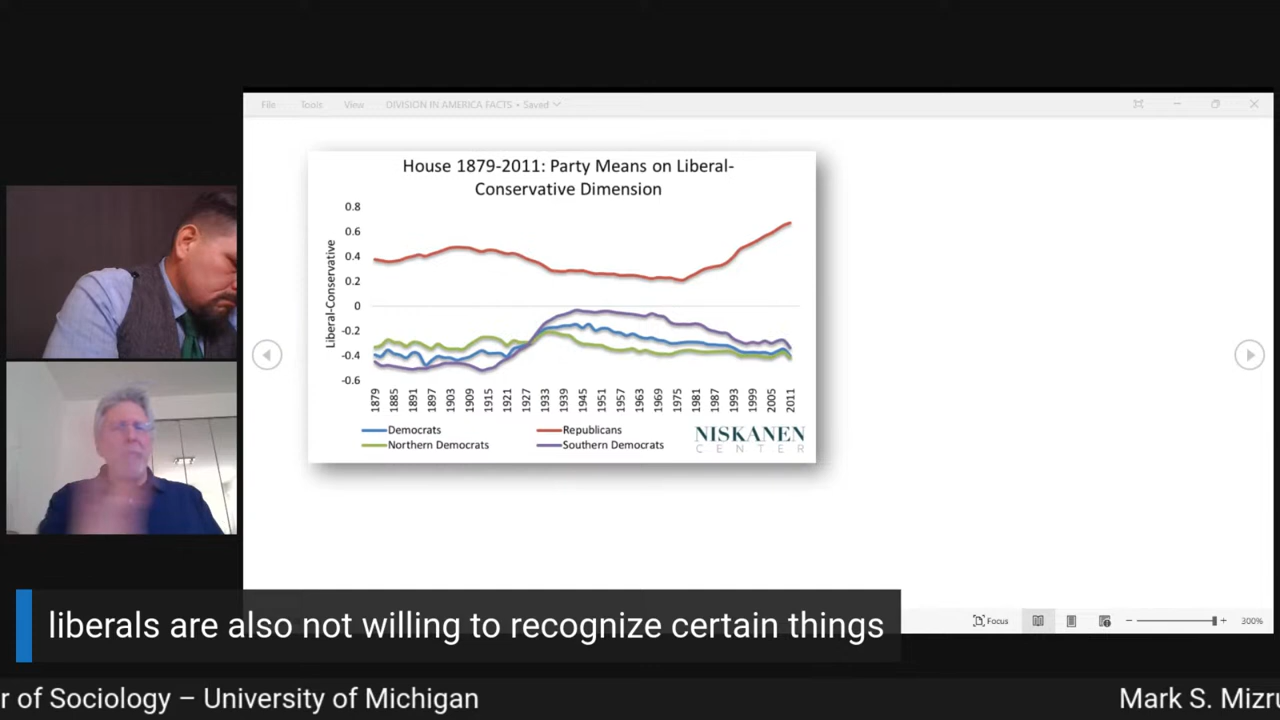 File Tools View DIVISION IN AMERICA FACTS • Saved
House 1879-2011: Party Means on Liberal-
Conservative Dimension
Liberal-Conservative
0.8
0.6
0.4
0.2
0
-0.2
-0.4
-0.6
1879 1885 1891 1897 1903 1909 1915 1921 1927 1933 1939 1945 1951 1957 1963 1969 1975 1981 1987 1993 1999 2005 2011
Democrats Republicans
Northern Democrats Southern Democrats
NISKANEN
CENTER
liberals are also not willing to recognize certain things
Focus 300%
r of Sociology – University of Michigan Mark S. Mizru